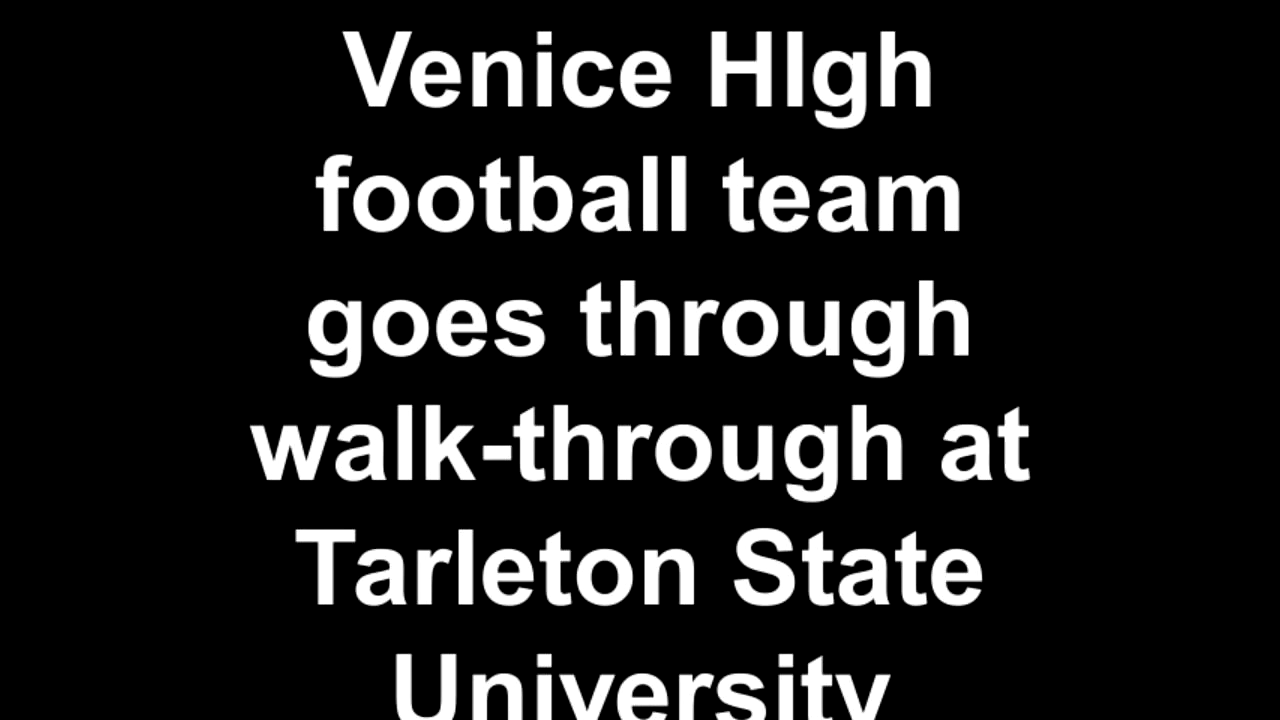 Venice HIgh
football team
goes through
walk-through at
Tarleton State
University